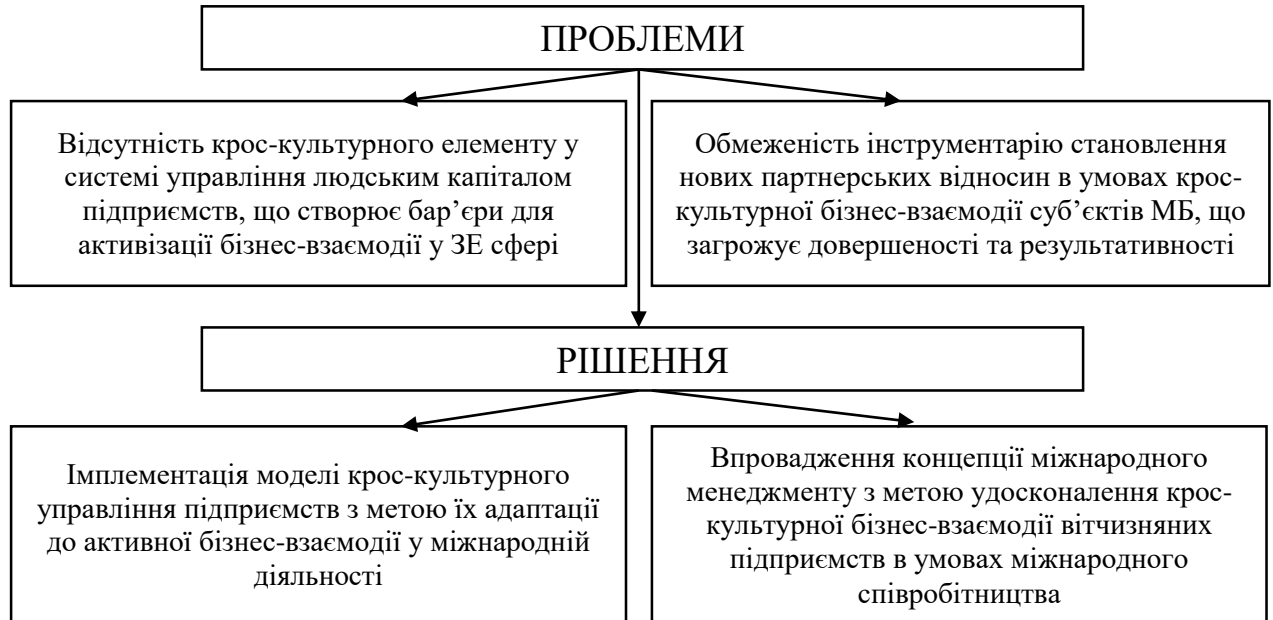 ПРОБЛЕМИ
Відсутність крос-культурного елементу у
системі управління людським капіталом
підприємств, що створює бар’єри для
активізації бізнес-взаємодії у ЗЕ сфері
Обмеженість інструментарію становлення
нових партнерських відносин в умовах крос-
культурної бізнес-взаємодії суб’єктів МБ, що
загрожує довершеності та результативності
РІШЕННЯ
Імплементація моделі крос-культурного
управління підприємств з метою їх адаптації
до активної бізнес-взаємодії у міжнародній
діяльності
Впровадження концепції міжнародного
менеджменту з метою удосконалення крос-
культурної бізнес-взаємодії вітчизняних
підприємств в умовах міжнародного
співробітництва